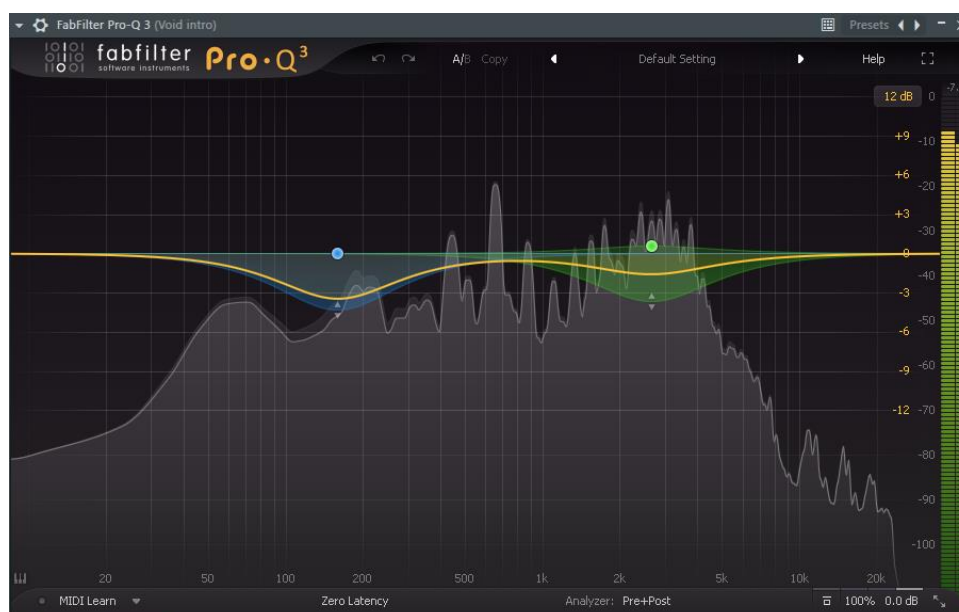 FabFilter Pro-Q 3 (Void intro) Presets
fabfilter Pro·Q³
software instruments
A/B Copy Default Setting Help
12 dB 0
+9 -10
+6 -20
+3 -30
0 -40
-3 -50
-6 -60
-9 -70
-12 -80
-90
-100
20 50 100 200 500 1k 2k 5k 10k 20k
MIDI Learn Zero Latency Analyzer: Pre+Post 100% 0.0 dB